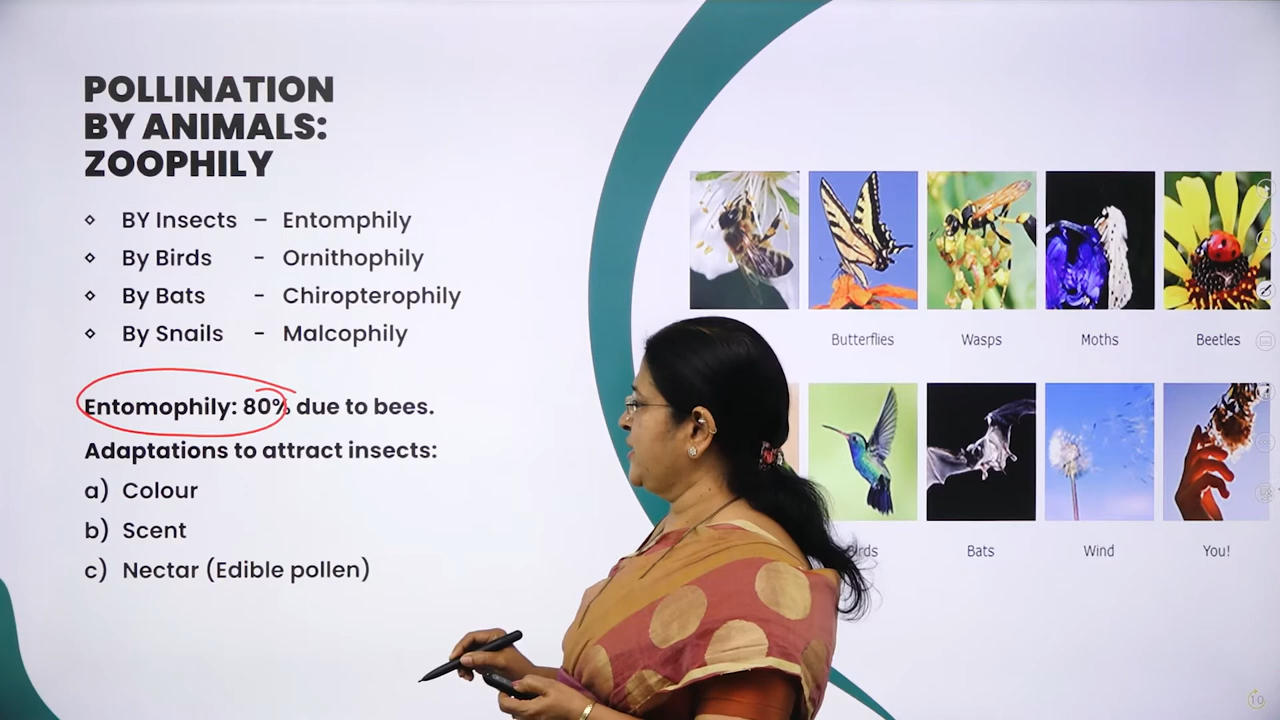 POLLINATION
BY ANIMALS:
ZOOPHILY
BY Insects – Entomphily
By Birds - Ornithophily
By Bats - Chiropterophily
By Snails - Malcophily
Entomophily: 80% due to bees.
Adaptations to attract insects:
a) Colour
b) Scent
c) Nectar (Edible pollen)
Butterflies Wasps Moths Beetles
Bats Wind You!
10